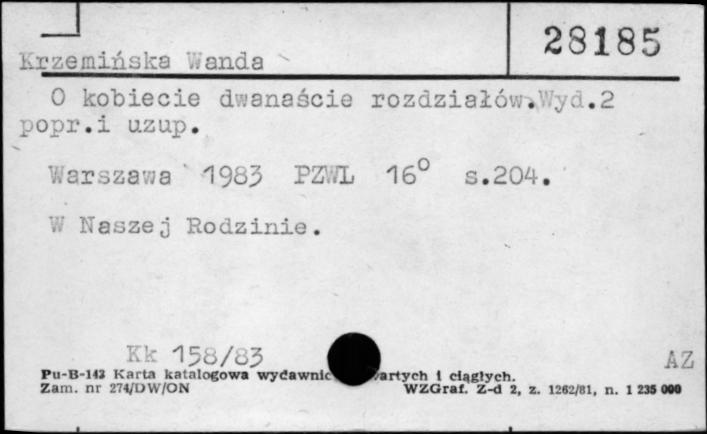 28185
Krzemińska Wanda
O kobiecie dwanaście rozdziałów.Wyd.2
popr.i uzup.
Warszawa 1983 PZWL 16° s.204.
W Naszej Rodzinie.
Kk 158/83
AZ
Pu-B-143 Karta katalogowa wydawnic artych i ciągłych.
Zam. nr 274/DW/ON
WZGraf. Z-d 2, z. 1262/81, n. 1 235 000